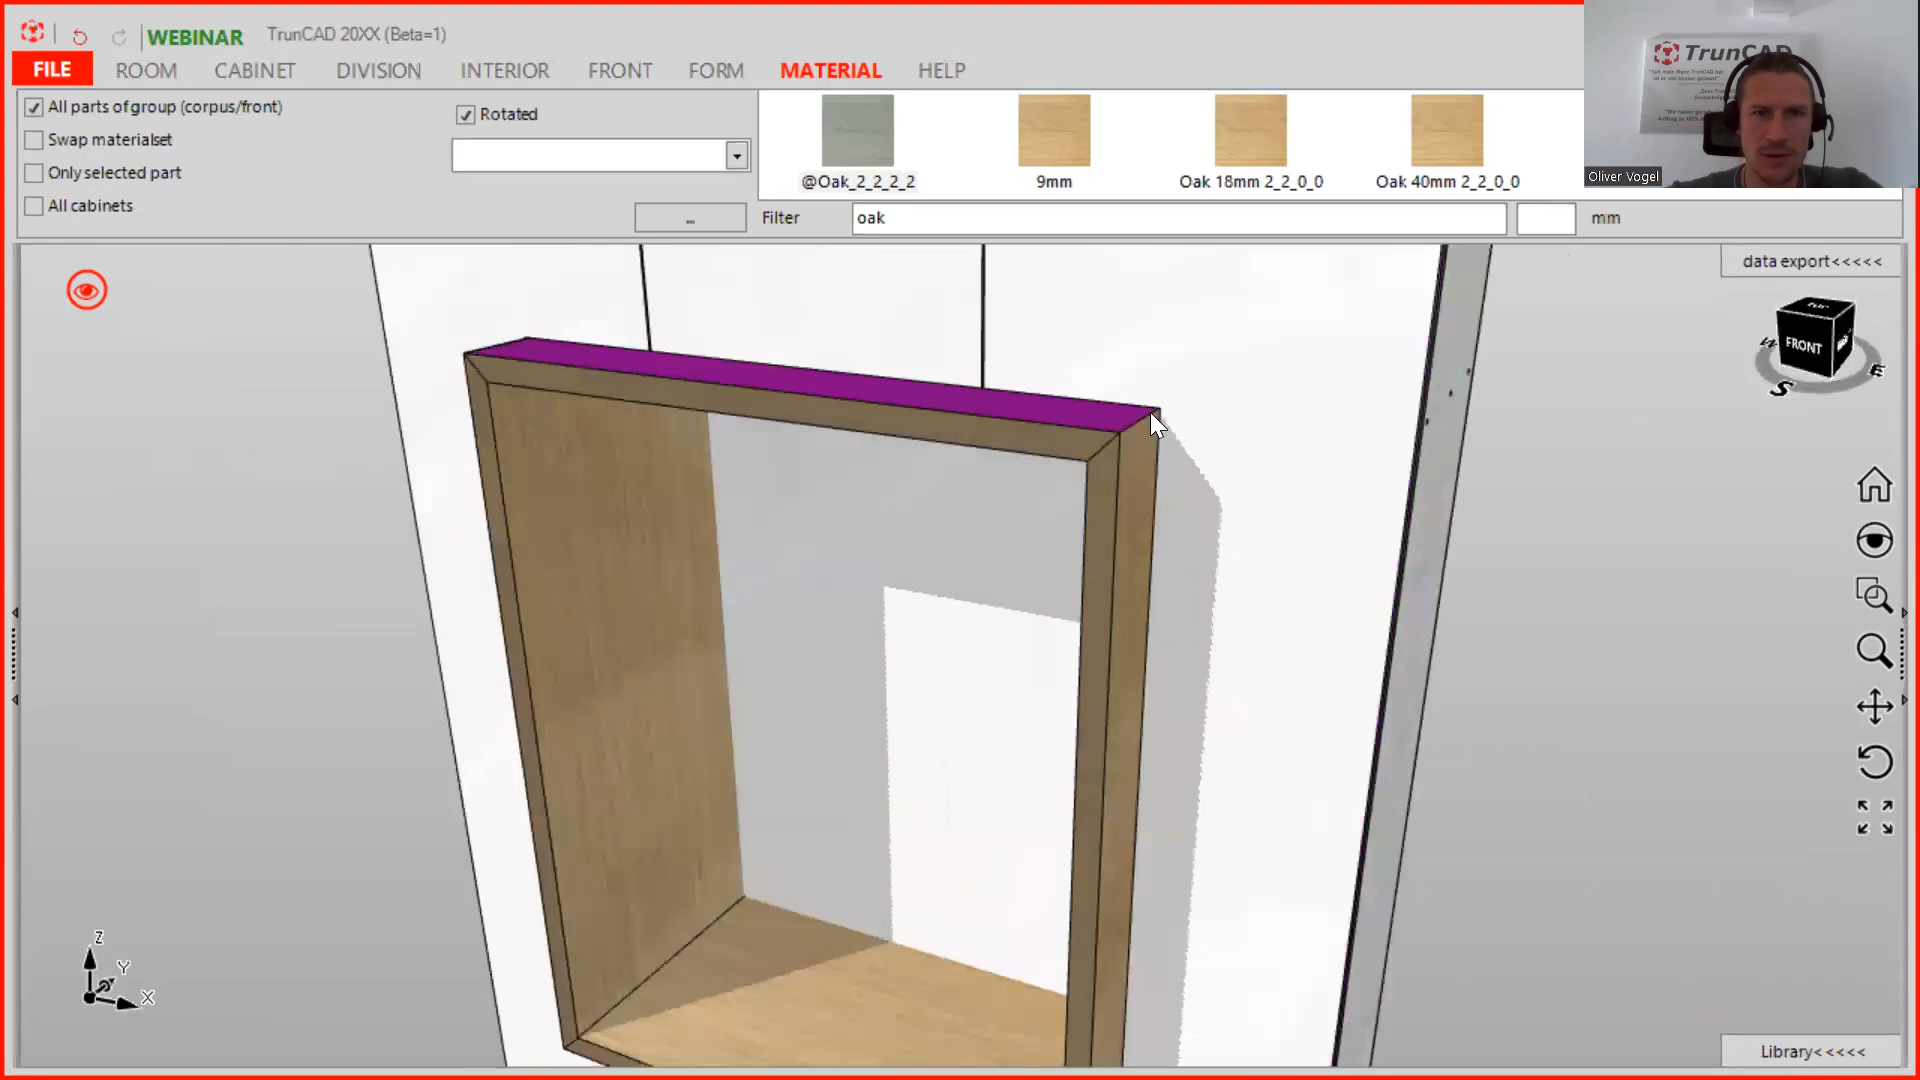 WEBINAR TrunCAD 20XX (Beta=1)
FILE ROOM CABINET DIVISION INTERIOR FRONT FORM MATERIAL HELP
All parts of group (corpus/front)
Swap materialset
Only selected part
All cabinets
Rotated
...
@Oak_2_2_2_2
9mm
Oak 18mm 2_2_0_0
Oak 40mm 2_2_0_0
Filter oak mm
TrunCAD
Oliver Vogel
data export<<<<<
FRONT
S
E
Z
Y
X
Library<<<<<